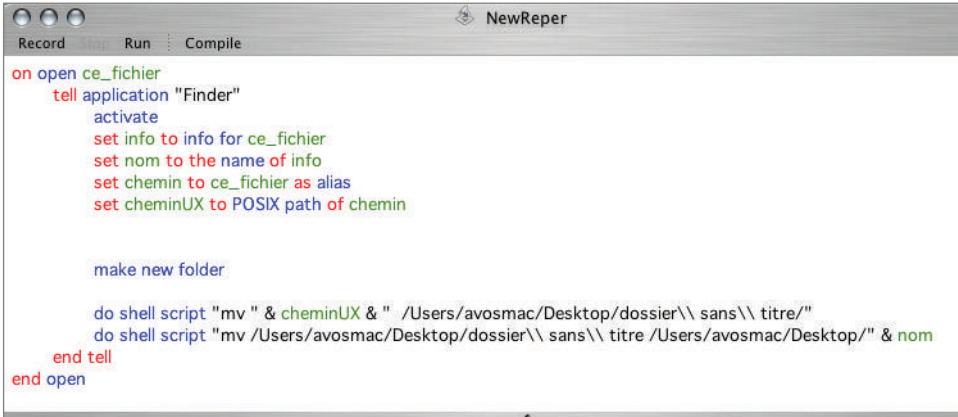 NewReper
Record Stop Run Compile
on open ce_fichier
tell application "Finder"
activate
set info to info for ce_fichier
set nom to the name of info
set chemin to ce_fichier as alias
set cheminUX to POSIX path of chemin
make new folder
do shell script "mv " & cheminUX & "  /Users/avosmac/Desktop/dossier\\ sans\\ titre/"
do shell script "mv /Users/avosmac/Desktop/dossier\\ sans\\ titre /Users/avosmac/Desktop/" & nom
end tell
end open